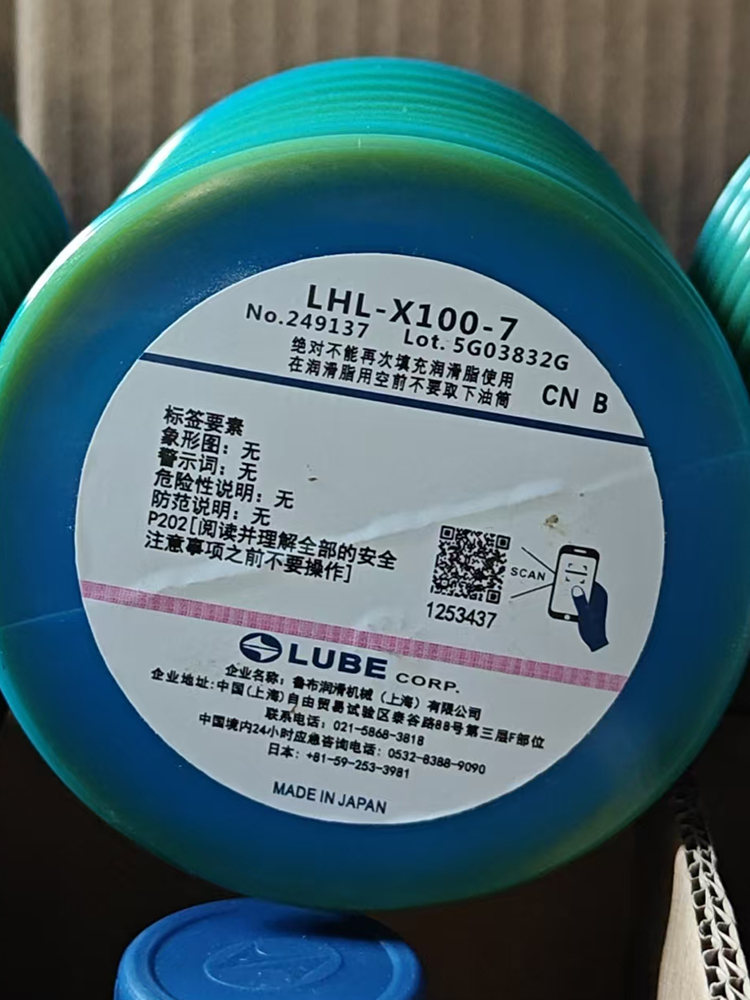 LHL-X100-7
No.249137 Lot.5G03832G
绝对不能再次填充润滑脂使用
在润滑脂用空前不要取下油筒
CN B
标签要素
象形图：无
警示词：无
危险性说明：无
防范说明：无
P202[阅读并理解全部的安全
注意事项之前不要操作]
SCAN
1253437
LUBE CORP.
企业名称：鲁布润滑机械（上海）有限公司
企业地址：中国(上海)自由贸易试验区泰谷路88号第三层F部位
联系电话：021-5868-3818
中国境内24小时应急咨询电话：0532-8388-9090
日本：+81-59-253-3981
MADE IN JAPAN